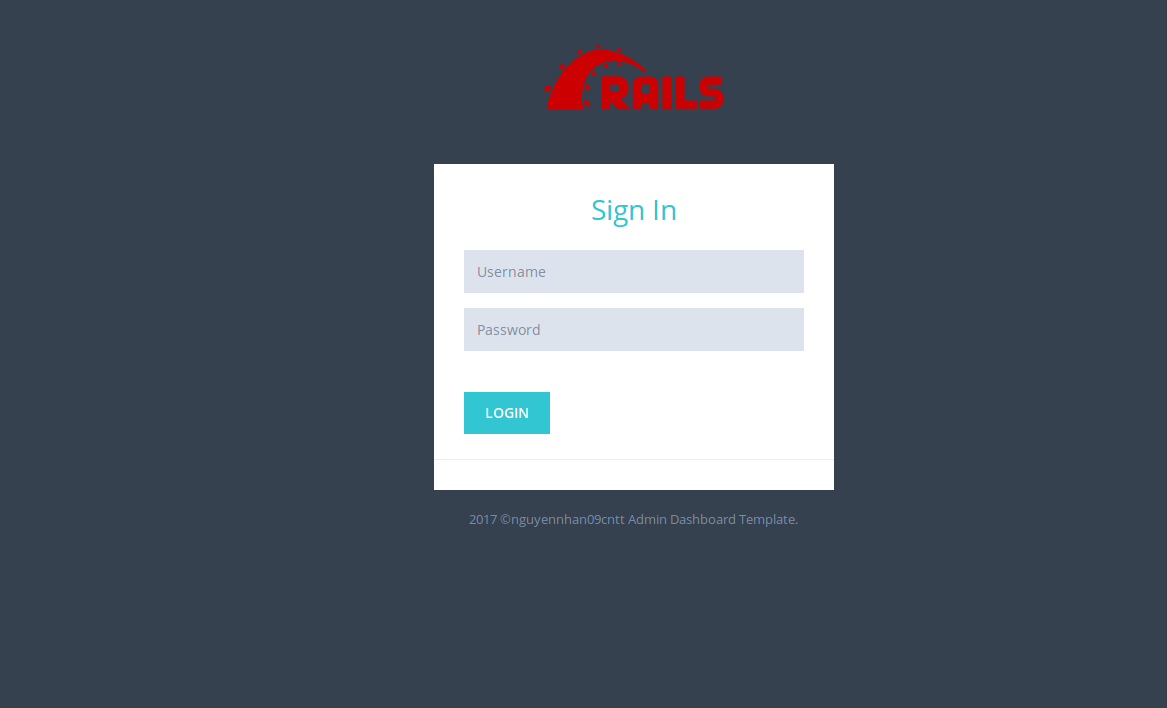 RAILS
Sign In
Username
Password
LOGIN
2017 ©nguyennhan09cntt Admin Dashboard Template.